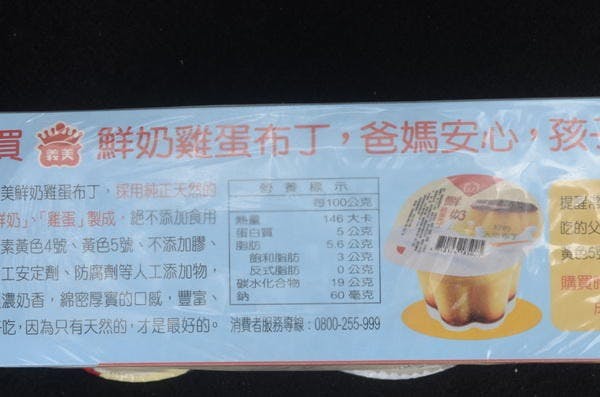 買 義美 鮮奶雞蛋布丁,爸媽安心,孩
美鮮奶雞蛋布丁,採用純正天然的
鮮奶」、「雞蛋」製成,絕不添加食用
素黃色4號、黃色5號、不添加膠、
工安定劑、防腐劑等人工添加物,
濃奶香,綿密厚實的口感,豐富、
吃,因為只有天然的,才是最好的。
營養標示
每100公克
熱量 146 大卡
蛋白質 5 公克
脂肪 5.6 公克
飽和脂肪 3 公克
反式脂肪 0 公克
碳水化合物 19 公克
鈉 60 毫克
消費者服務專線:0800-255-999
提醒
吃的父
黃色5
購買